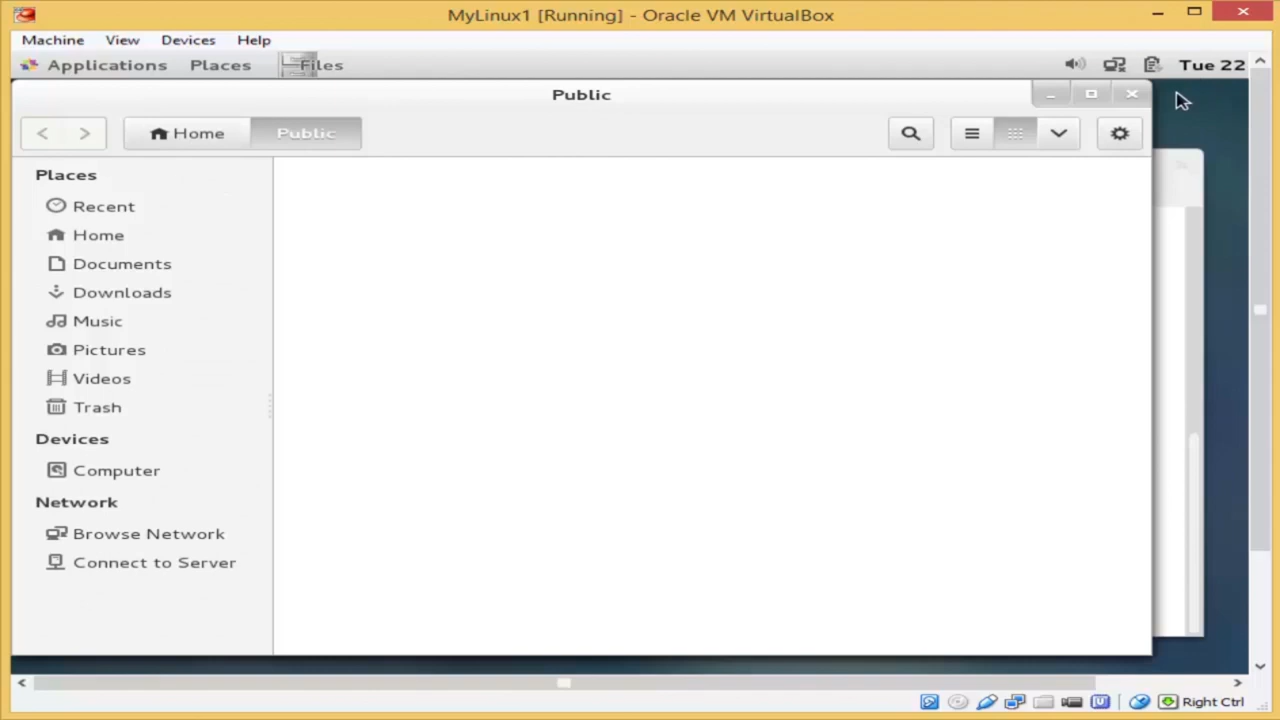 MyLinux1 [Running] - Oracle VM VirtualBox
Machine View Devices Help
Applications Places Files Tue 22
Public
Home Public
Places
Recent
Home
Documents
Downloads
Music
Pictures
Videos
Trash
Devices
Computer
Network
Browse Network
Connect to Server
Right Ctrl